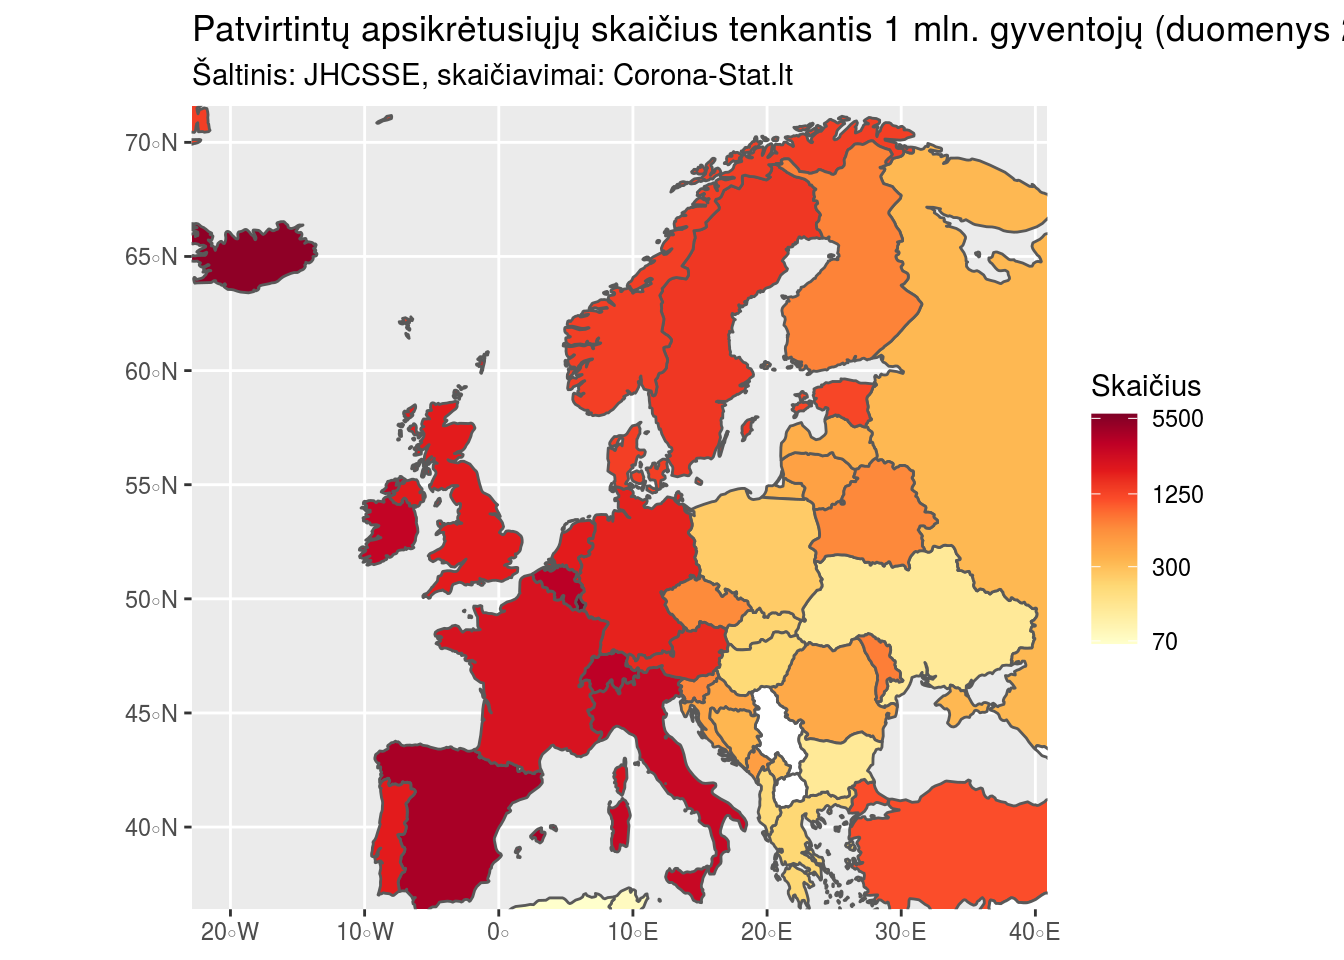 Patvirtintų apsikrėtusiųjų skaičius tenkantis 1 mln. gyventojų (duomenys
Šaltinis: JHCSSE, skaičiavimai: Corona-Stat.lt
70◦N
65◦N
60◦N
55◦N
50◦N
45◦N
40◦N
20◦W
10◦W
0◦
10◦E
20◦E
30◦E
40◦E
Skaičius
5500
1250
300
70